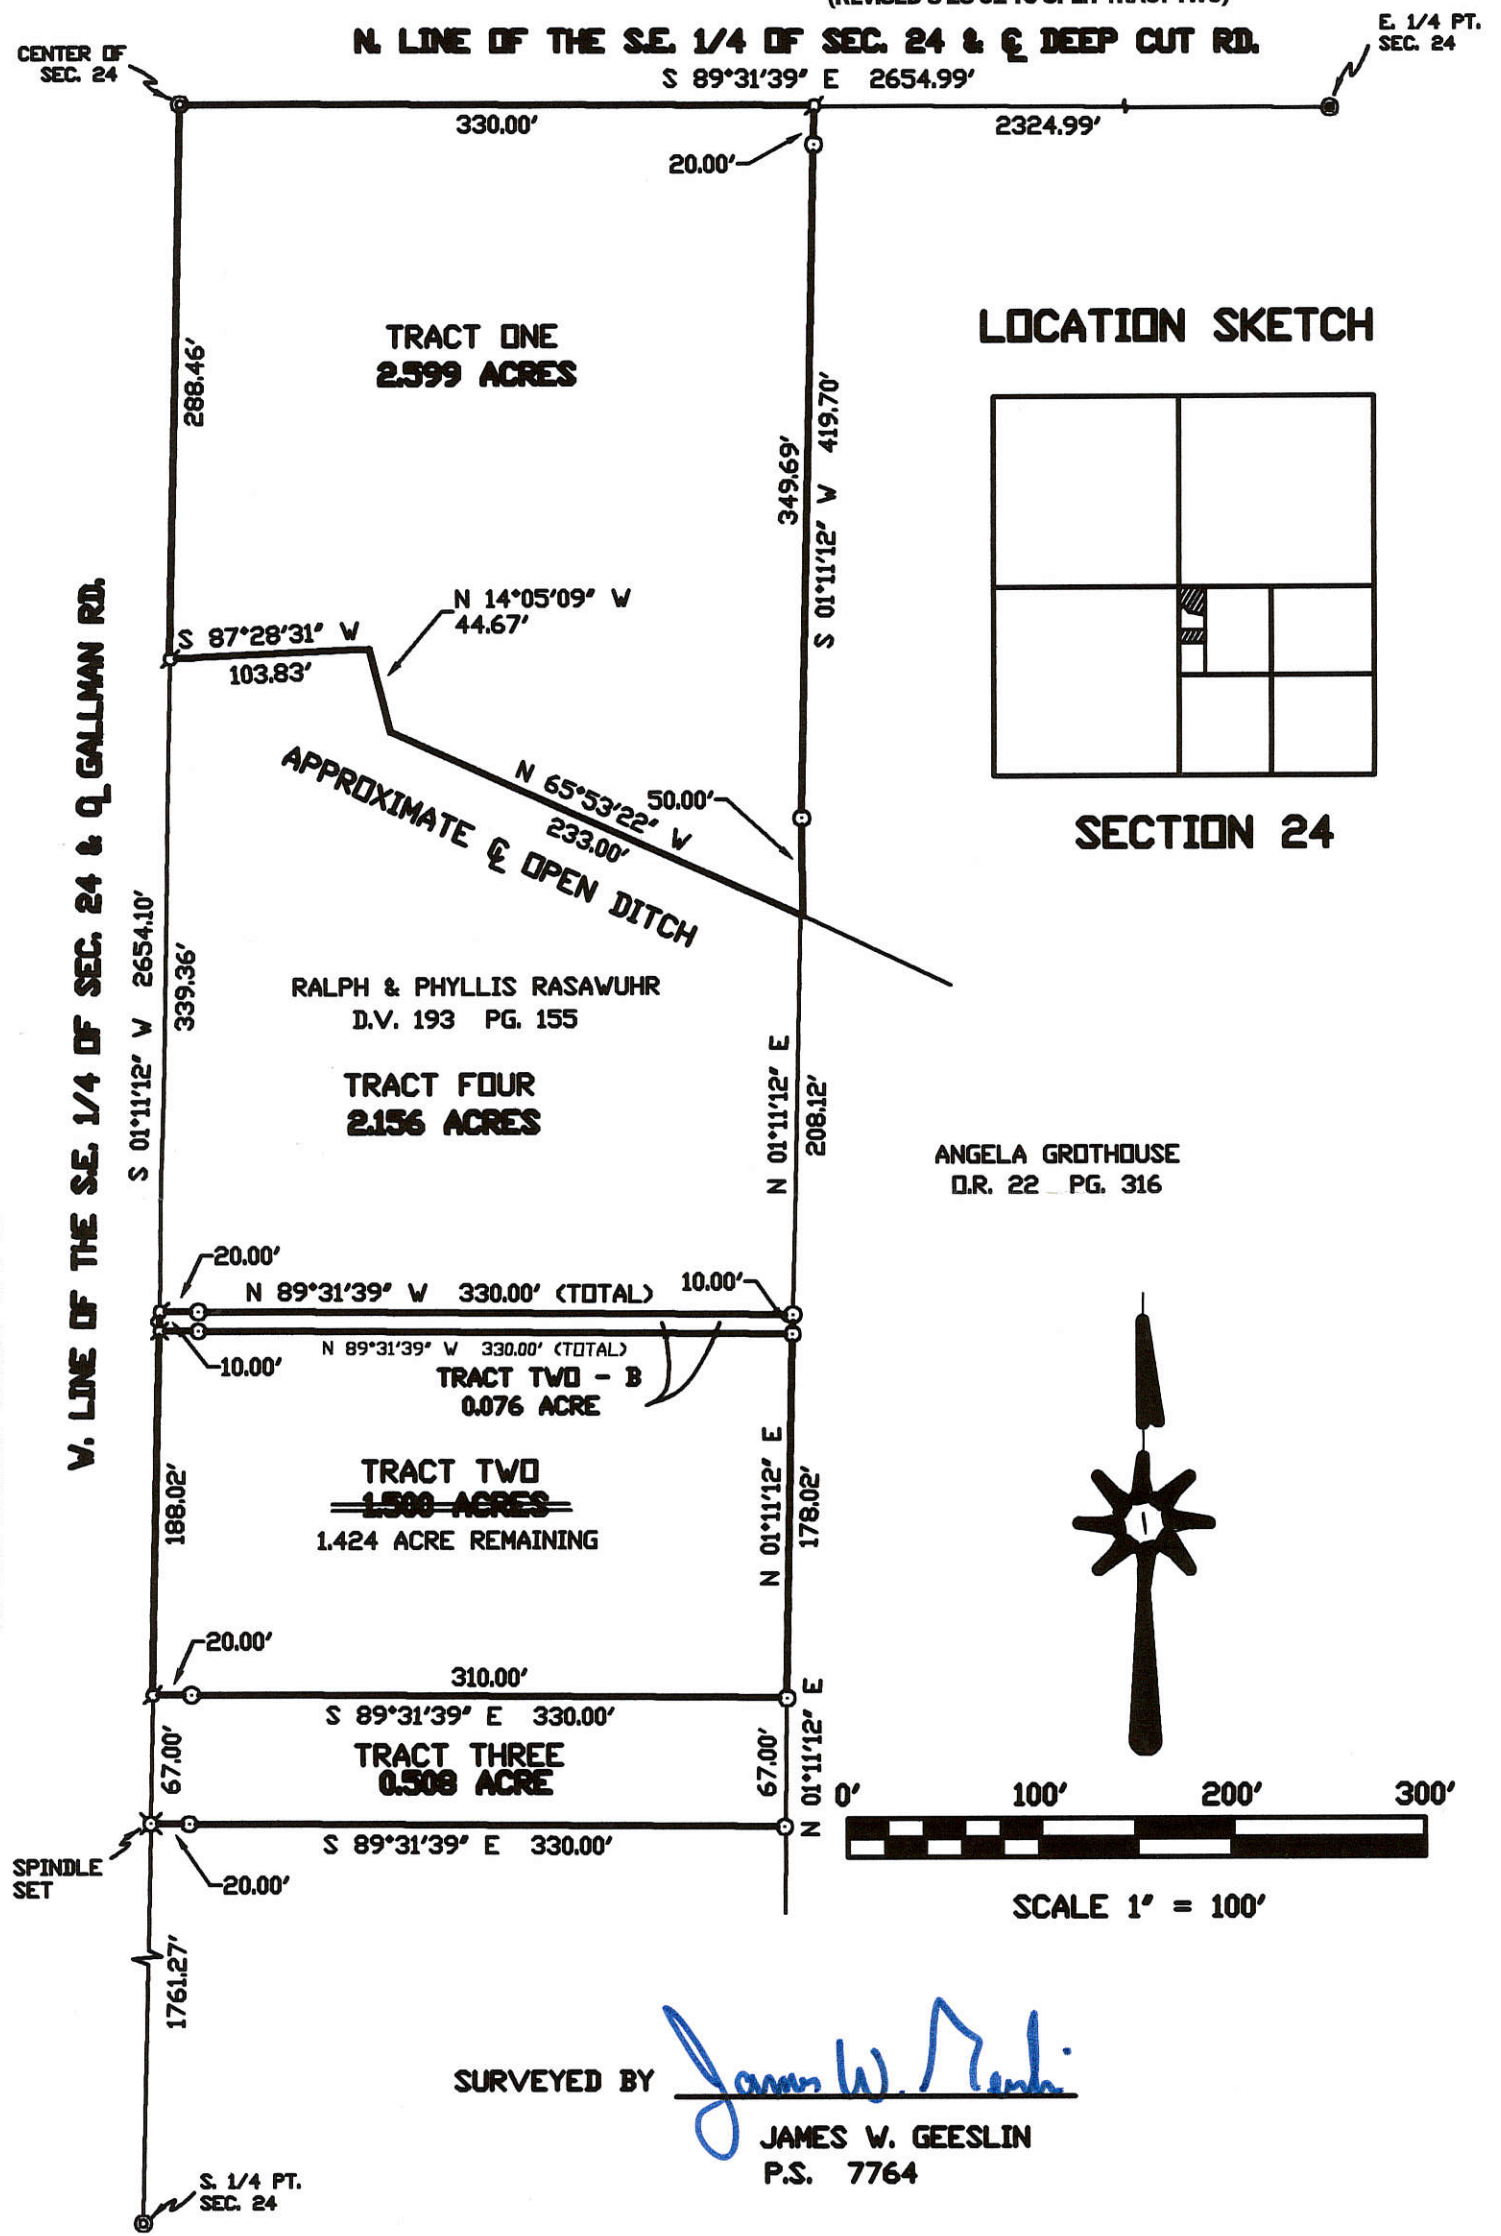 N. LINE OF THE S.E. 1/4 OF SEC. 24 & ℄ DEEP CUT RD.
S 89°31'39" E 2654.99'
CENTER OF
SEC. 24
E. 1/4 PT.
SEC. 24
330.00'
2324.99'
20.00'
TRACT ONE
2.599 ACRES
288.46'
349.69'
S 01°11'12" W 419.70'
LOCATION SKETCH
SECTION 24
N 14°05'09" W
44.67'
S 87°28'31" W
103.83'
N 65°53'22" W
233.00'
50.00'
APPROXIMATE ℄ OPEN DITCH
W. LINE OF THE S.E. 1/4 OF SEC. 24 & ℄ GALLMAN RD.
S 01°11'12" W 2654.10'
339.36'
RALPH & PHYLLIS RASAWUHR
D.V. 193 PG. 155
TRACT FOUR
2.156 ACRES
N 01°11'12" E
208.12'
ANGELA GROTHOUSE
O.R. 22 PG. 316
20.00'
N 89°31'39" W 330.00' (TOTAL)
10.00'
N 89°31'39" W 330.00' (TOTAL)
10.00'
TRACT TWO - B
0.076 ACRE
TRACT TWO
1.500 ACRES
1.424 ACRE REMAINING
188.02'
N 01°11'12" E
178.02'
20.00'
310.00'
S 89°31'39" E 330.00'
TRACT THREE
0.508 ACRE
67.00'
67.00'
N 01°11'12" E
S 89°31'39" E 330.00'
SPINDLE
SET
20.00'
0' 100' 200' 300'
SCALE 1" = 100'
1761.27'
SURVEYED BY James W. Geeslin
JAMES W. GEESLIN
P.S. 7764
S. 1/4 PT.
SEC. 24